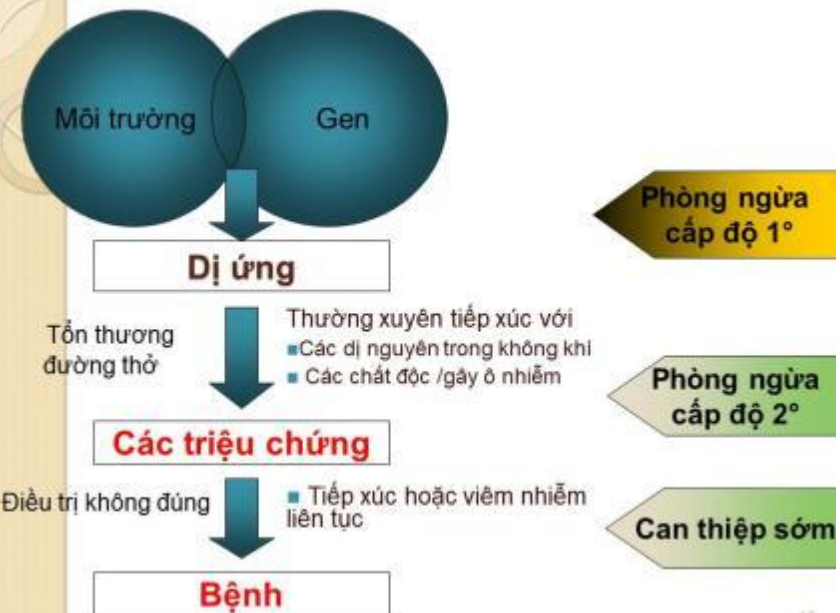 Môi trường
Gen
Phòng ngừa
cấp độ 1°
Dị ứng
Tổn thương
đường thở
Thường xuyên tiếp xúc với
■Các dị nguyên trong không khí
■ Các chất độc /gây ô nhiễm
Phòng ngừa
cấp độ 2°
Các triệu chứng
Điều trị không đúng
■ Tiếp xúc hoặc viêm nhiễm
liên tục
Can thiệp sớm
Bệnh